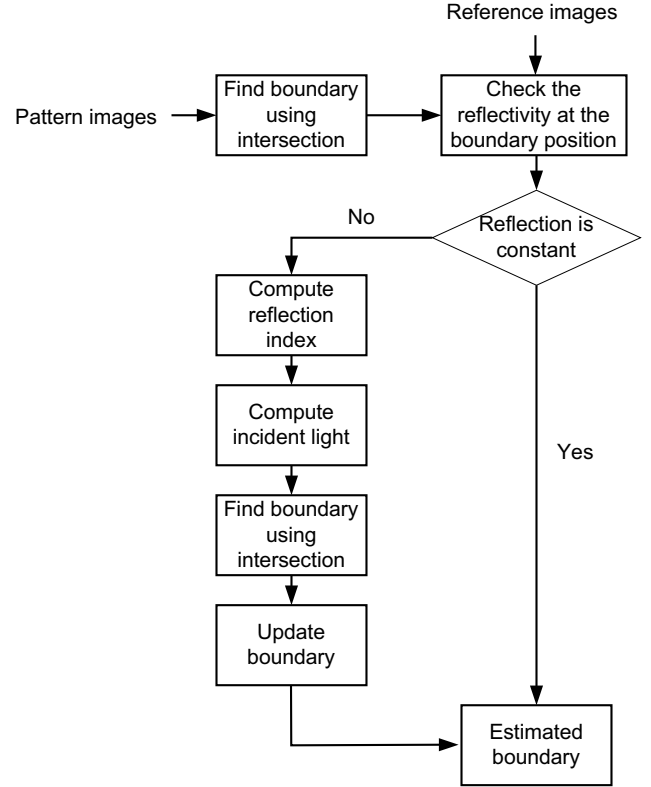 Reference images
Pattern images
Find boundary
using
intersection
Check the
reflectivity at the
boundary position
Reflection is
constant
No
Compute
reflection
index
Compute
incident light
Yes
Find boundary
using
intersection
Update
boundary
Estimated
boundary